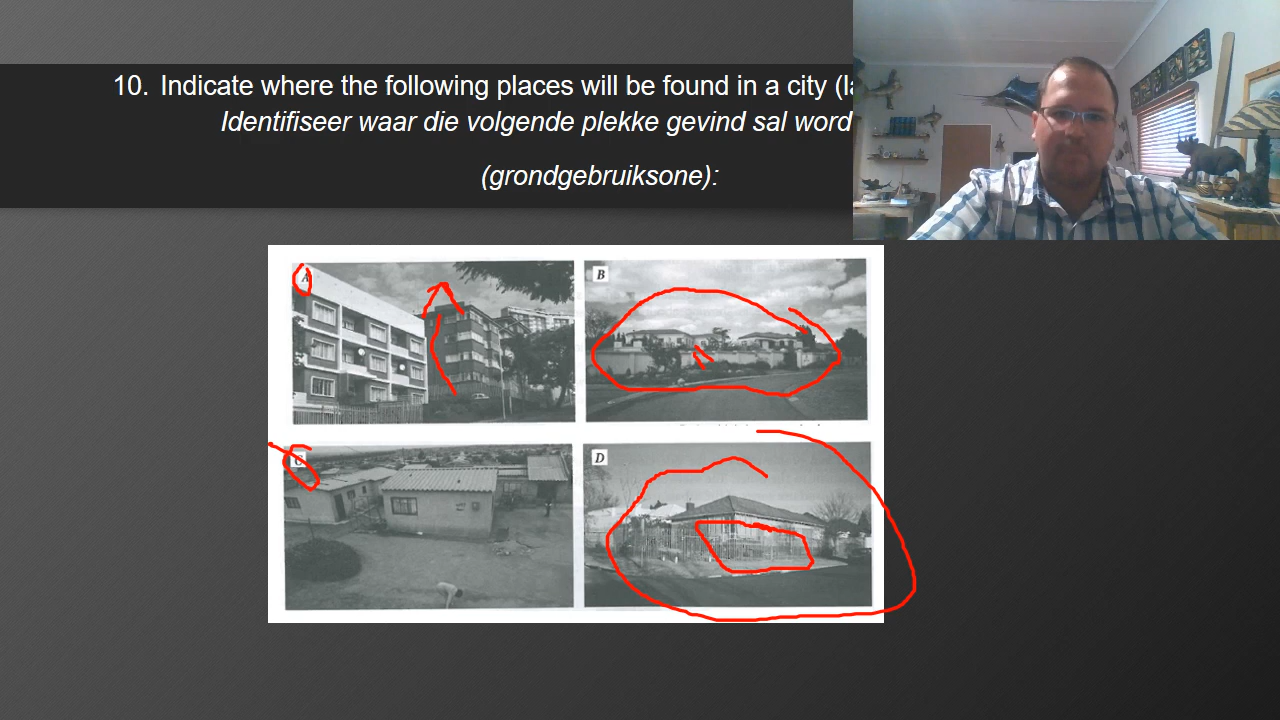 10. Indicate where the following places will be found in a city (la
Identifiseer waar die volgende plekke gevind sal word
(grondgebruiksone):
A
B
C
D